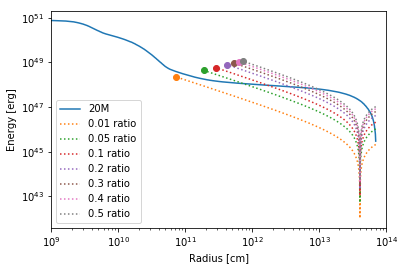 10^51
10^49
10^47
10^45
10^43
Energy [erg]
20M
0.01 ratio
0.05 ratio
0.1 ratio
0.2 ratio
0.3 ratio
0.4 ratio
0.5 ratio
10^9 10^10 10^11 10^12 10^13 10^14
Radius [cm]